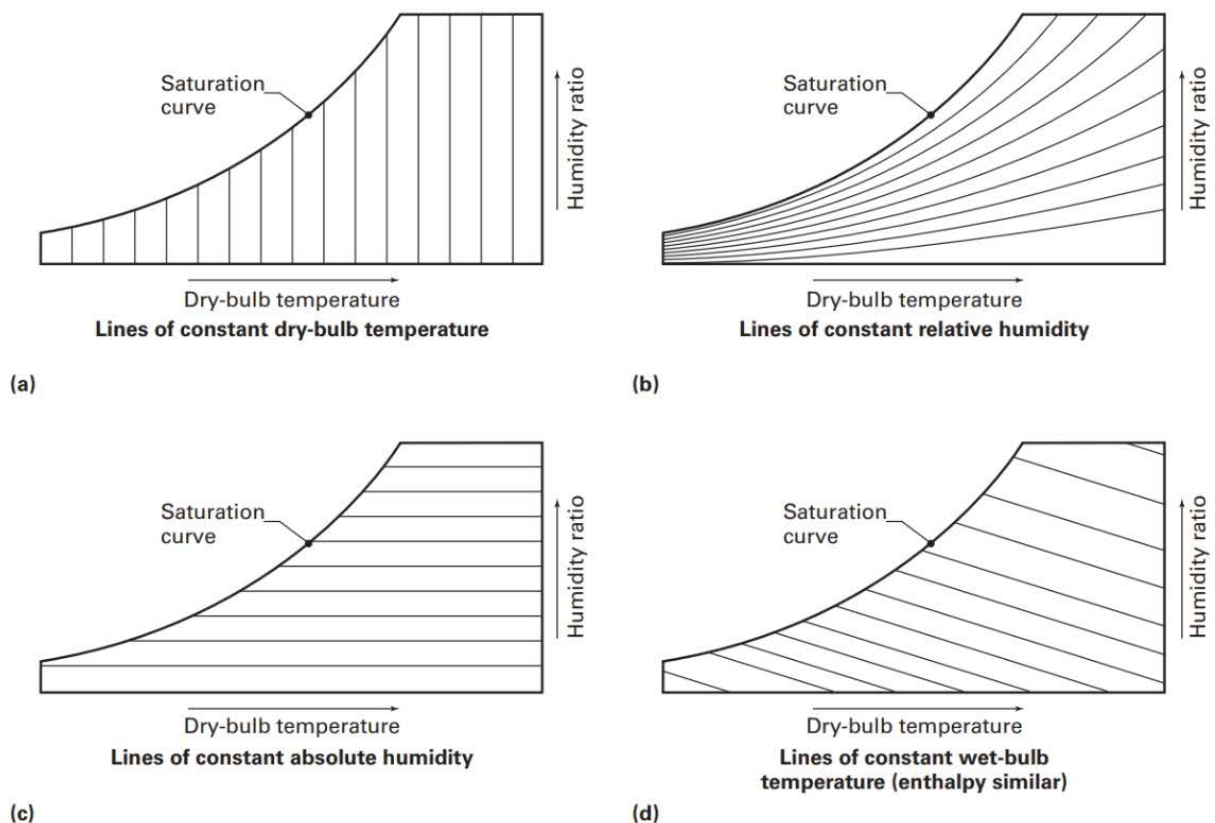 Saturation
curve
Humidity ratio
Dry-bulb temperature
Lines of constant dry-bulb temperature
(a)
Saturation
curve
Humidity ratio
Dry-bulb temperature
Lines of constant relative humidity
(b)
Saturation
curve
Humidity ratio
Dry-bulb temperature
Lines of constant absolute humidity
(c)
Saturation
curve
Humidity ratio
Dry-bulb temperature
Lines of constant wet-bulb
temperature (enthalpy similar)
(d)